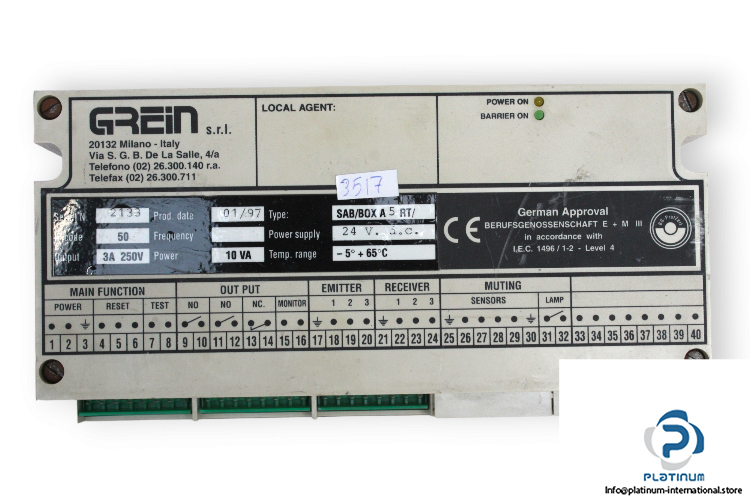 GREIN s.r.l.
20132 Milano - Italy
Via S. G. B. De La Salle, 4/a
Telefono (02) 26.300.140 r.a.
Telefax (02) 26.300.711
LOCAL AGENT:
POWER ON
BARRIER ON
3517
2133 Prod. date 01/97 Type: SAB/BOX A 5 RT/
50 Frequency Power supply 24 V.
Output 3A 250V Power 10 VA Temp. range - 5° + 65°C
CE
German Approval
BERUFSGENOSSENSCHAFT E + M III
in accordance with
I.E.C. 1496 / 1-2 - Level 4
MAIN FUNCTION OUT PUT EMITTER RECEIVER MUTING
POWER RESET TEST NO NO NC. MONITOR 1 2 3 1 2 3 SENSORS LAMP
1 2 3 4 5 6 7 8 9 10 11 12 13 14 15 16 17 18 19 20 21 22 23 24 25 26 27 28 29 30 31 32 33 34 35 36 37 38 39 40
PLATINUM
Info@platinum-international.store